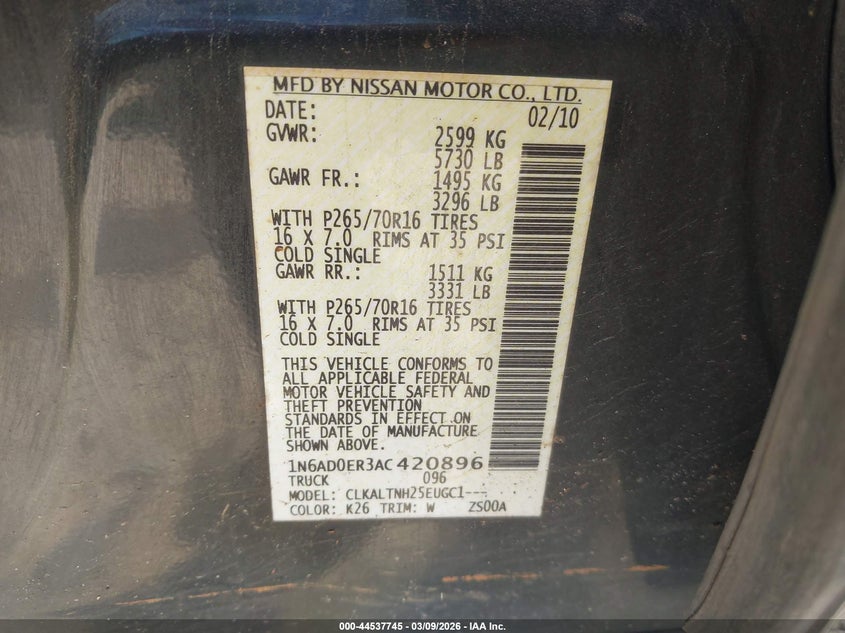 MFD BY NISSAN MOTOR CO., LTD.
DATE: 02/10
GVWR: 2599 KG
5730 LB
GAWR FR.: 1495 KG
3296 LB
WITH P265/70R16 TIRES
16 X 7.0 RIMS AT 35 PSI
COLD SINGLE
GAWR RR.: 1511 KG
3331 LB
WITH P265/70R16 TIRES
16 X 7.0 RIMS AT 35 PSI
COLD SINGLE
THIS VEHICLE CONFORMS TO
ALL APPLICABLE FEDERAL
MOTOR VEHICLE SAFETY AND
THEFT PREVENTION
STANDARDS IN EFFECT ON
THE DATE OF MANUFACTURE
SHOWN ABOVE.
1N6AD0ER3AC420896
TRUCK 096
MODEL: CLKALTNH25EUGC1---
COLOR: K26 TRIM: W ZS00A
000-44537745 - 03/09/2026 - IAA Inc.